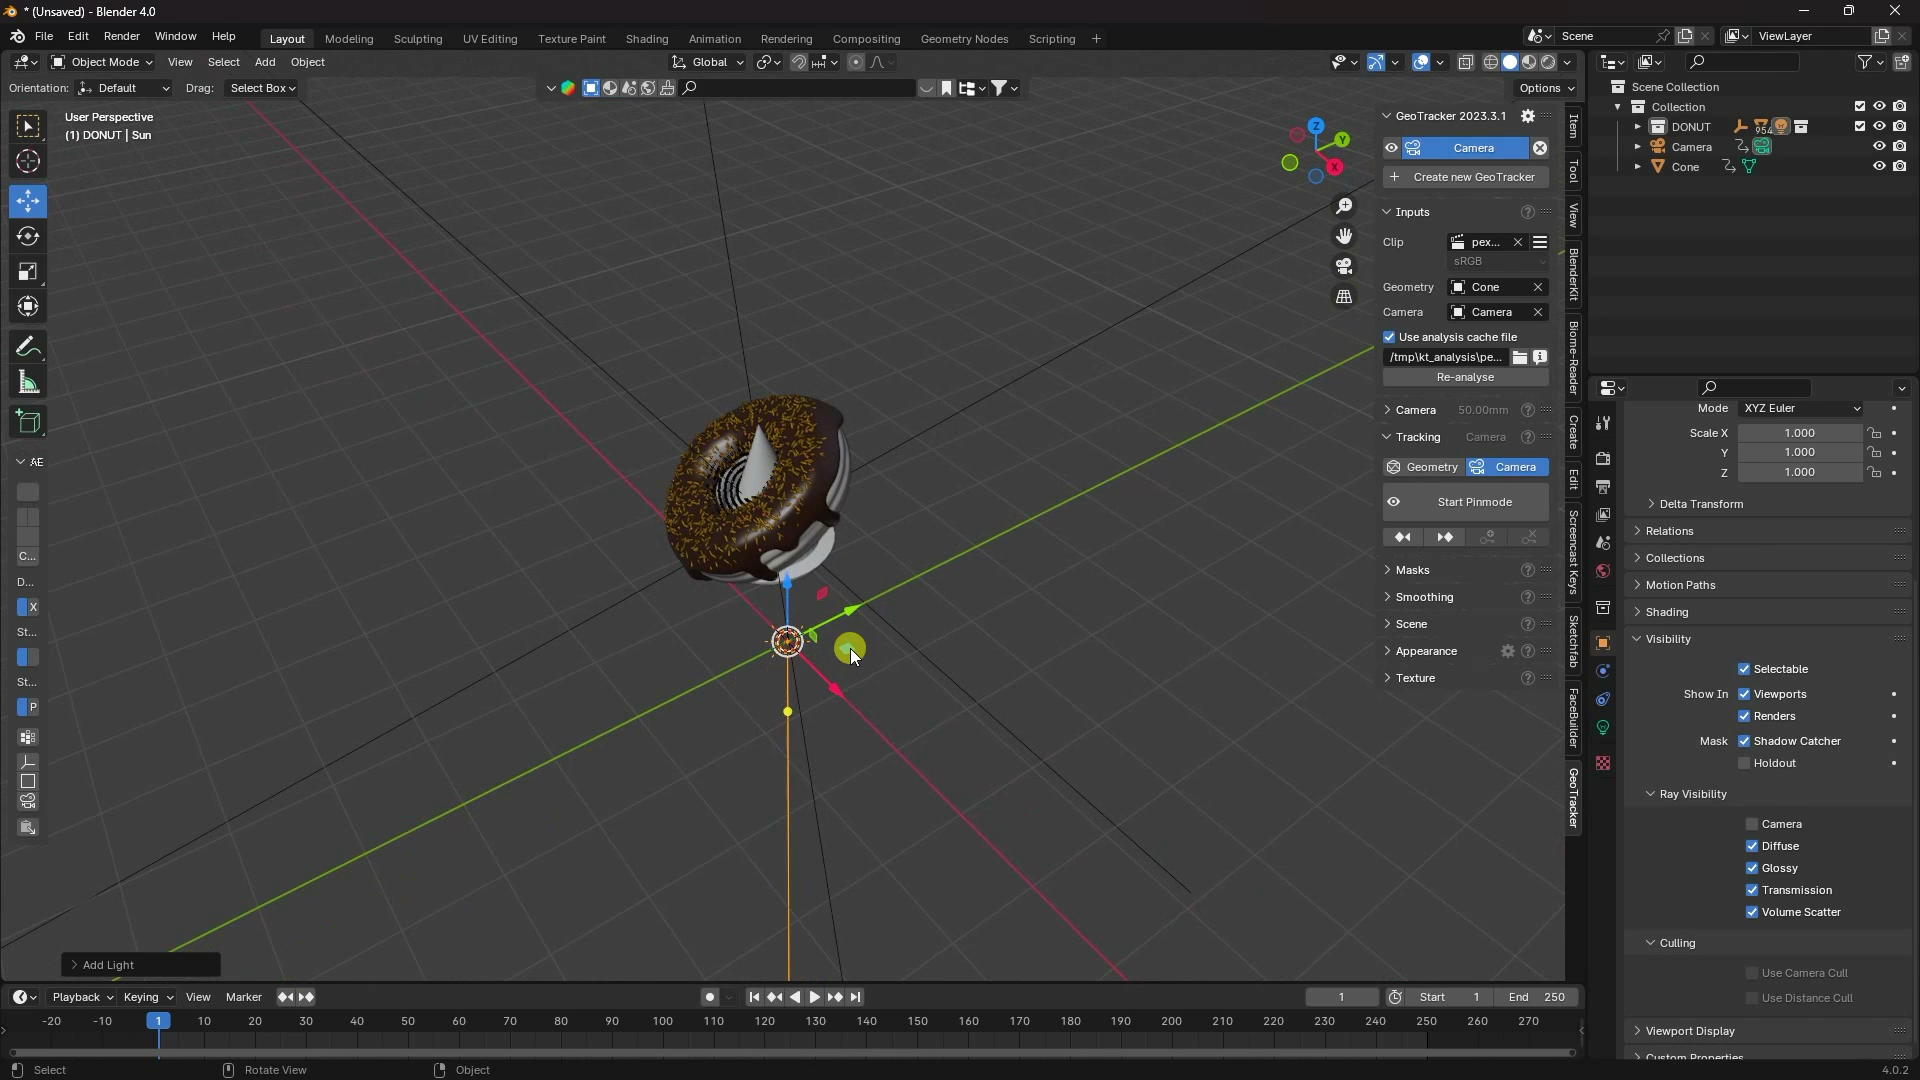 * (Unsaved) - Blender 4.0
File Edit Render Window Help
Layout Modeling Sculpting UV Editing Texture Paint Shading Animation Rendering Compositing Geometry Nodes Scripting +
Scene
ViewLayer
Object Mode View Select Add Object
Global
Orientation: Default Drag: Select Box
Options
User Perspective
(1) DONUT | Sun
Z
Y
X
AE
C...
D...
X
St...
St...
P
Add Light
GeoTracker 2023.3.1
Camera
Create new GeoTracker
Inputs
Clip pex...
sRGB
Geometry Cone
Camera Camera
Use analysis cache file
/tmp\kt_analysis\pe...
Re-analyse
Camera 50.00mm
Tracking Camera
Geometry Camera
Start Pinmode
Masks
Smoothing
Scene
Appearance
Texture
Item
Tool
View
BlenderKit
Biome-Reader
Create
Edit
Screencast Keys
Sketchfab
FaceBuilder
GeoTracker
Scene Collection
Collection
DONUT 954
Camera
Cone
Mode XYZ Euler
Scale X 1.000
Y 1.000
Z 1.000
Delta Transform
Relations
Collections
Motion Paths
Shading
Visibility
Selectable
Show In Viewports
Renders
Mask Shadow Catcher
Holdout
Ray Visibility
Camera
Diffuse
Glossy
Transmission
Volume Scatter
Culling
Use Camera Cull
Use Distance Cull
Viewport Display
Custom Properties
Playback Keying View Marker
1 Start 1 End 250
-20 -10 1 10 20 30 40 50 60 70 80 90 100 110 120 130 140 150 160 170 180 190 200 210 220 230 240 250 260 270
Select Rotate View Object
4.0.2